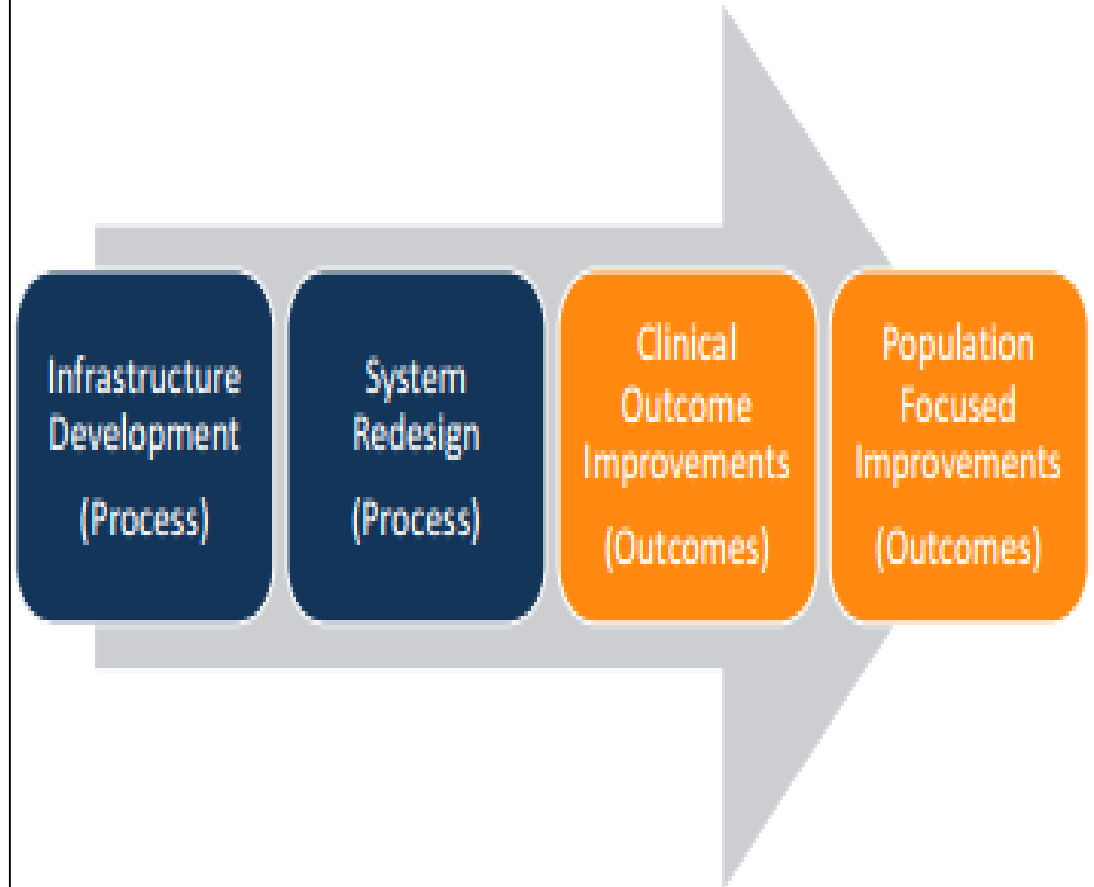 Infrastructure
Development
(Process)
System
Redesign
(Process)
Clinical
Outcome
Improvements
(Outcomes)
Population
Focused
Improvements
(Outcomes)